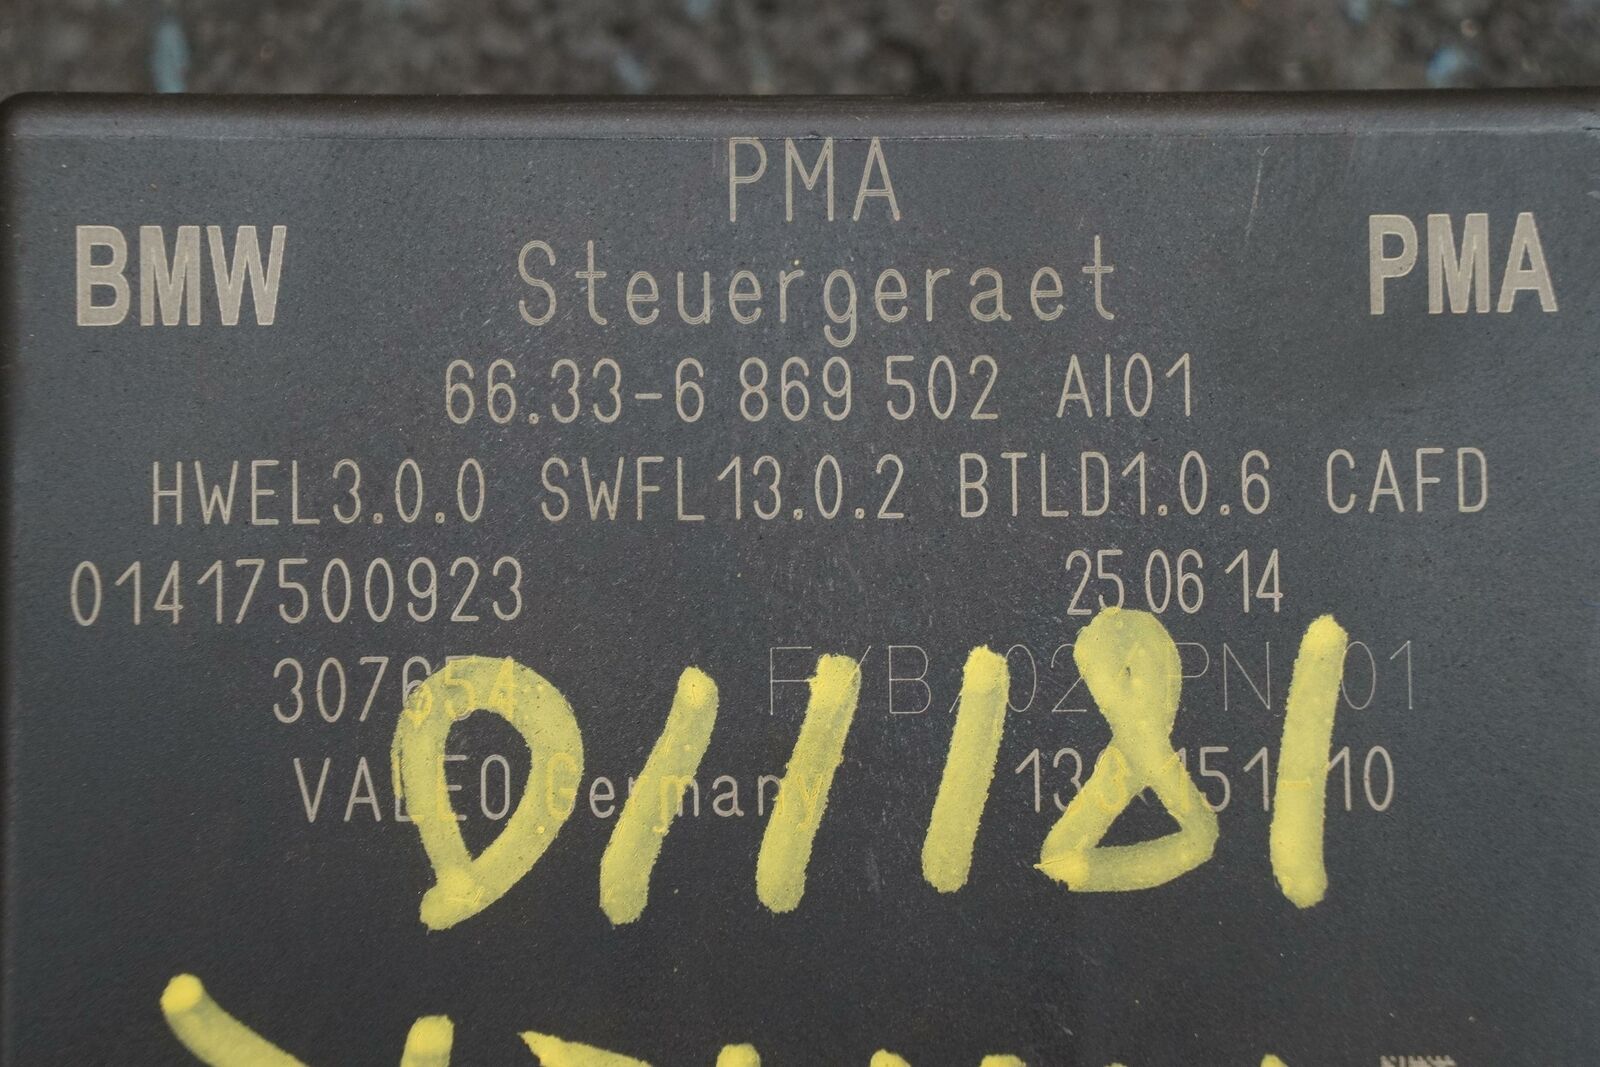 PMA
BMW Steuergeraet PMA
66.33-6 869 502 AI01
HWEL3.0.0 SWFL13.0.2 BTLD1.0.6 CAFD
01417500923 25 06 14
307654
VALEO Germany
D11181